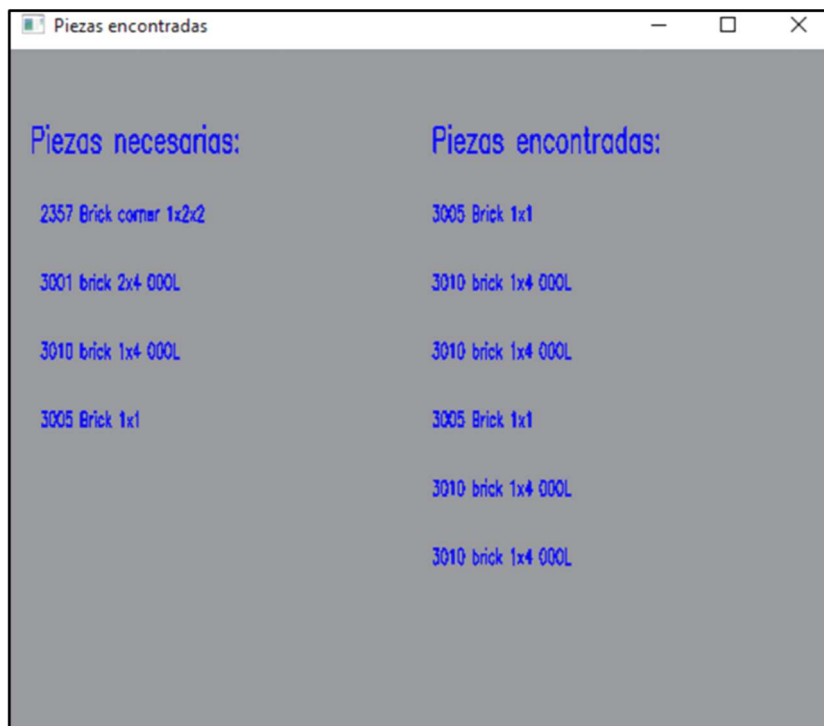 Piezas encontradas
Piezas necesarias:
2357 Brick corner 1x2x2
3001 brick 2x4 000L
3010 brick 1x4 000L
3005 Brick 1x1
Piezas encontradas:
3005 Brick 1x1
3010 brick 1x4 000L
3010 brick 1x4 000L
3005 Brick 1x1
3010 brick 1x4 000L
3010 brick 1x4 000L